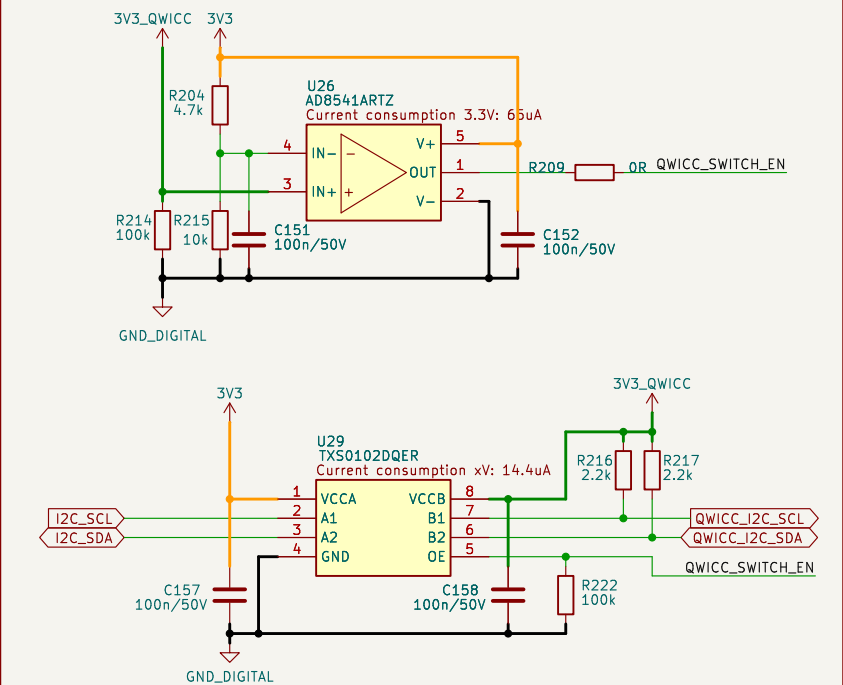 3V3_QWICC 3V3
U26
AD8541ARTZ
Current consumption 3.3V: 65uA
R204
4.7k
4 IN- − V+ 5
OUT 1 R209 0R QWICC_SWITCH_EN
3 IN+ + V- 2
R214
100k
R215
10k
C151
100n/50V
C152
100n/50V
GND_DIGITAL
3V3 3V3_QWICC
U29
TXS0102DQER
Current consumption xV: 14.4uA
R216
2.2k
R217
2.2k
1 VCCA VCCB 8
I2C_SCL 2 A1 B1 7 QWICC_I2C_SCL
I2C_SDA 3 A2 B2 6 QWICC_I2C_SDA
4 GND OE 5
QWICC_SWITCH_EN
C157
100n/50V
C158
100n/50V
R222
100k
GND_DIGITAL